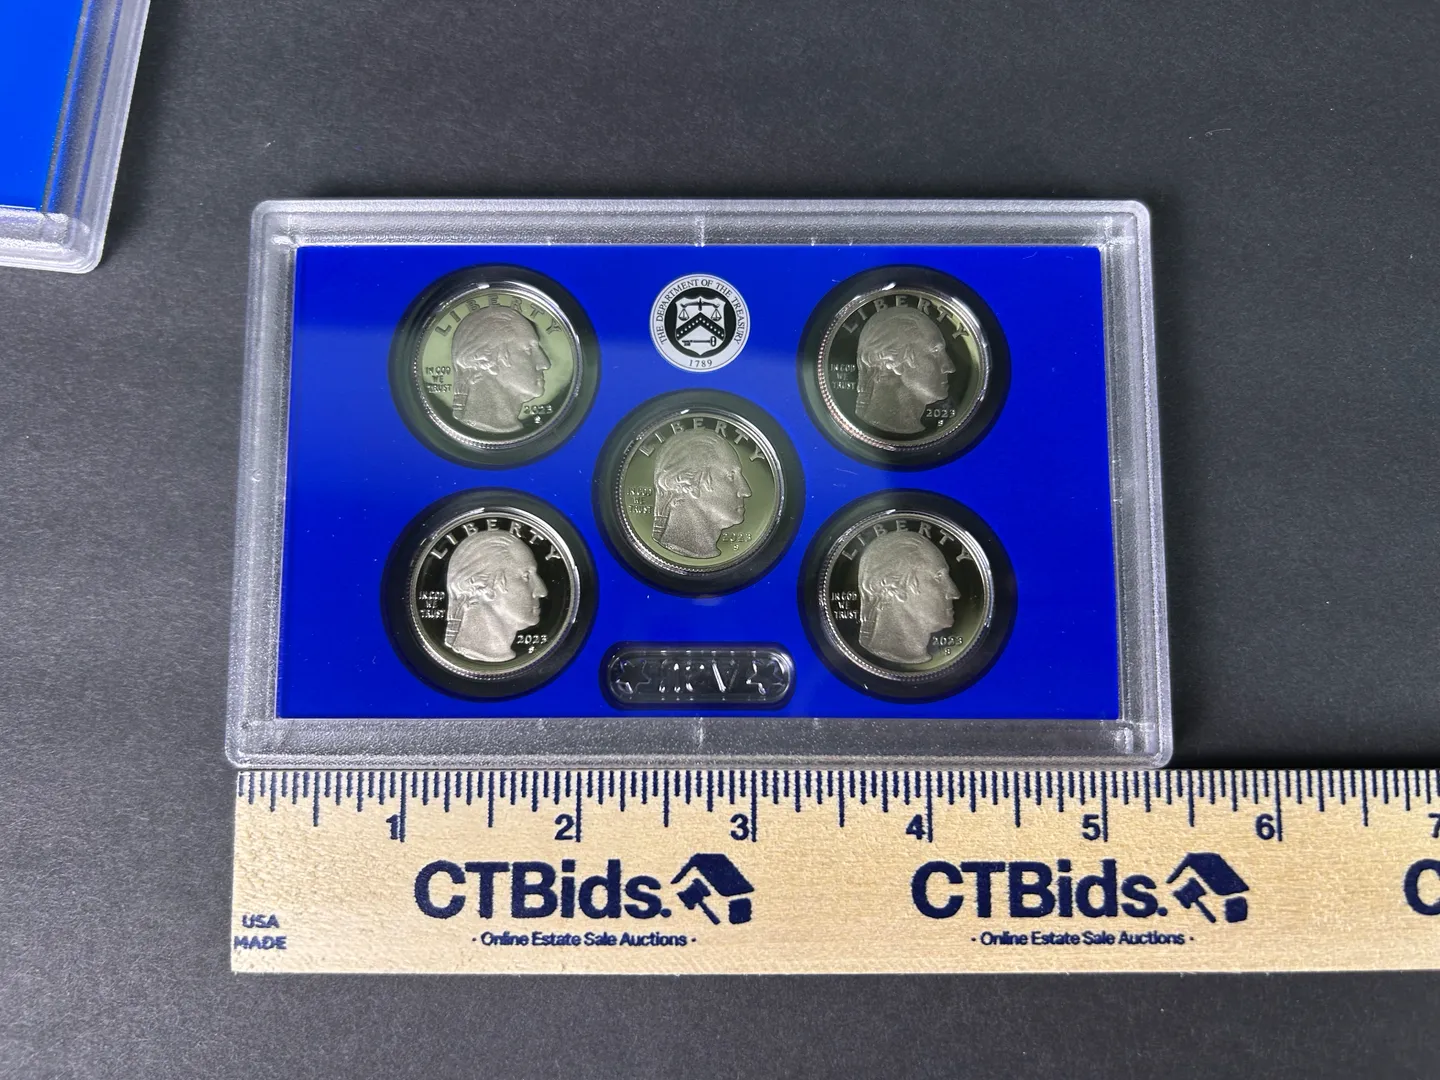 LIBERTY
IN GOD
WE
TRUST
2023
S
THE DEPARTMENT OF THE TREASURY
1789
LIBERTY
IN GOD
WE
TRUST
2023
S
LIBERTY
IN GOD
WE
TRUST
2023
S
LIBERTY
IN GOD
WE
TRUST
2023
S
LIBERTY
IN GOD
WE
TRUST
2023
S
1 2 3 4 5 6 7
CTBids. CTBids. C
· Online Estate Sale Auctions · · Online Estate Sale Auctions ·
USA
MADE